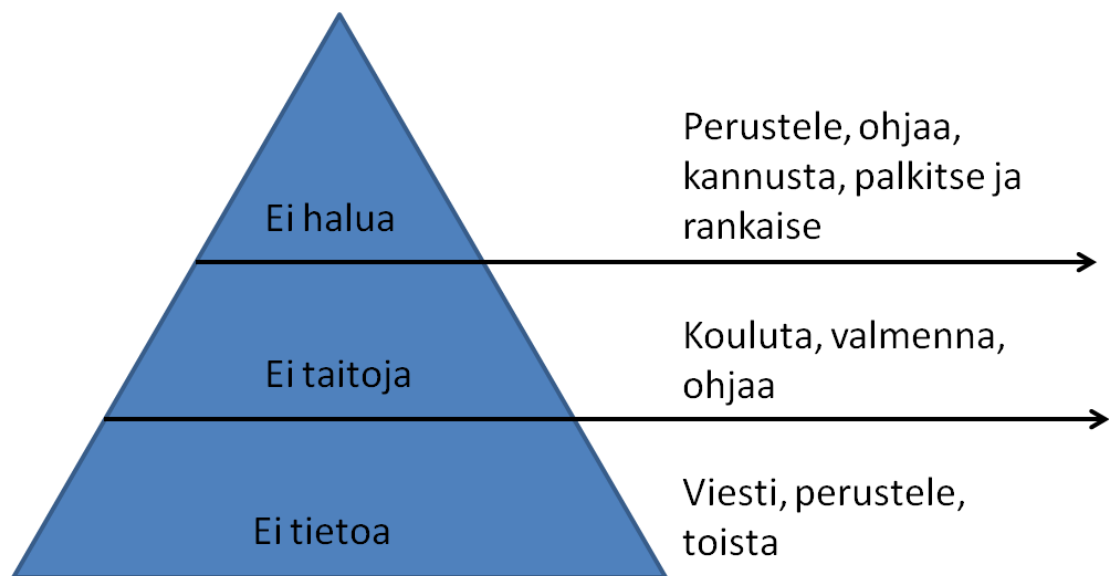 Perustele, ohjaa,
kannusta, palkitse ja
rankaise
Ei halua
Kouluta, valmenna,
ohjaa
Ei taitoja
Viesti, perustele,
toista
Ei tietoa